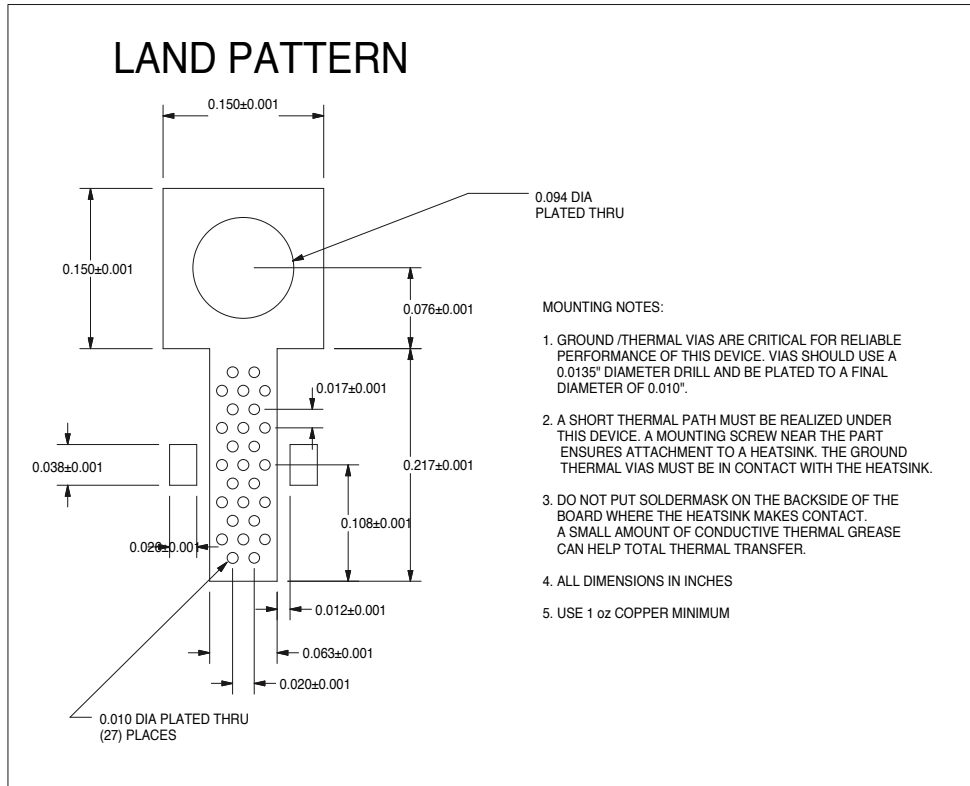 LAND PATTERN
0.150±0.001
0.094 DIA
PLATED THRU
0.150±0.001
0.076±0.001
MOUNTING NOTES:
1. GROUND /THERMAL VIAS ARE CRITICAL FOR RELIABLE
PERFORMANCE OF THIS DEVICE. VIAS SHOULD USE A
0.0135" DIAMETER DRILL AND BE PLATED TO A FINAL
DIAMETER OF 0.010".
2. A SHORT THERMAL PATH MUST BE REALIZED UNDER
THIS DEVICE. A MOUNTING SCREW NEAR THE PART
ENSURES ATTACHMENT TO A HEATSINK. THE GROUND
THERMAL VIAS MUST BE IN CONTACT WITH THE HEATSINK.
3. DO NOT PUT SOLDERMASK ON THE BACKSIDE OF THE
BOARD WHERE THE HEATSINK MAKES CONTACT.
A SMALL AMOUNT OF CONDUCTIVE THERMAL GREASE
CAN HELP TOTAL THERMAL TRANSFER.
4. ALL DIMENSIONS IN INCHES
5. USE 1 oz COPPER MINIMUM
0.017±0.001
0.038±0.001
0.217±0.001
0.108±0.001
0.026±0.001
0.012±0.001
0.063±0.001
0.020±0.001
0.010 DIA PLATED THRU
(27) PLACES